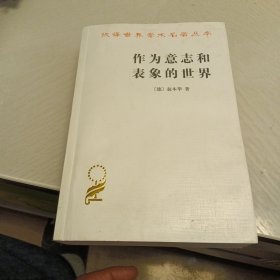 汉译世界学术名著丛书
作为意志和
表象的世界
〔德〕叔本华 著